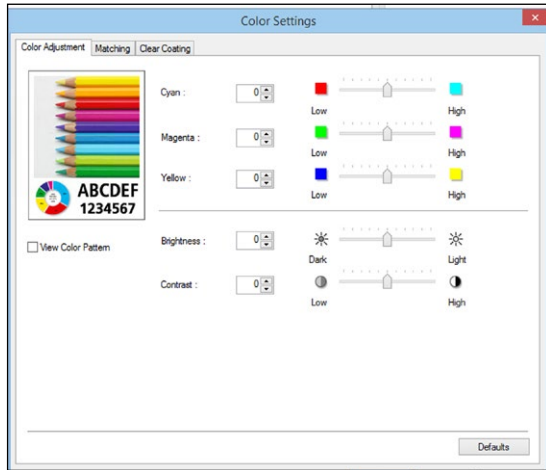 Color Settings
Color Adjustment Matching Clear Coating
Cyan : 0
Low High
Magenta : 0
Low High
Yellow : 0
Low High
ABCDEF
1234567
View Color Pattern
Brightness : 0
Dark Light
Contrast : 0
Low High
Defaults